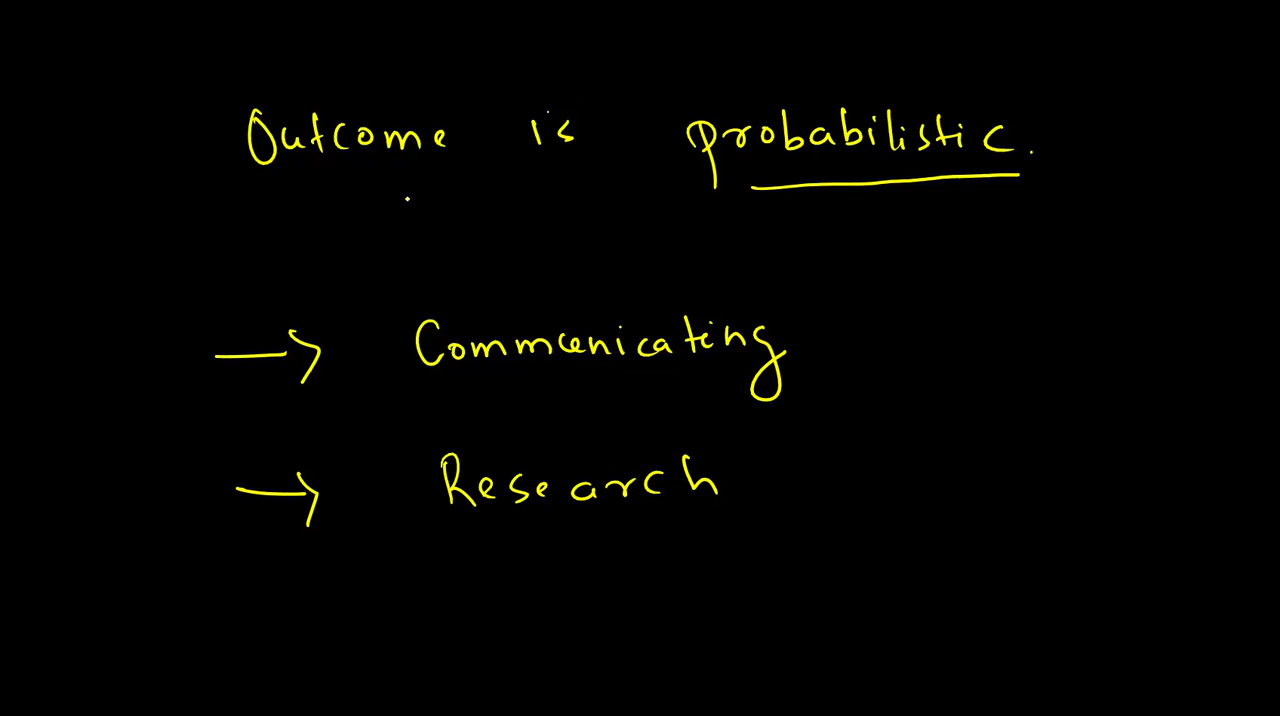 Outcome is probabilistic.
→ Communicating
→ Research